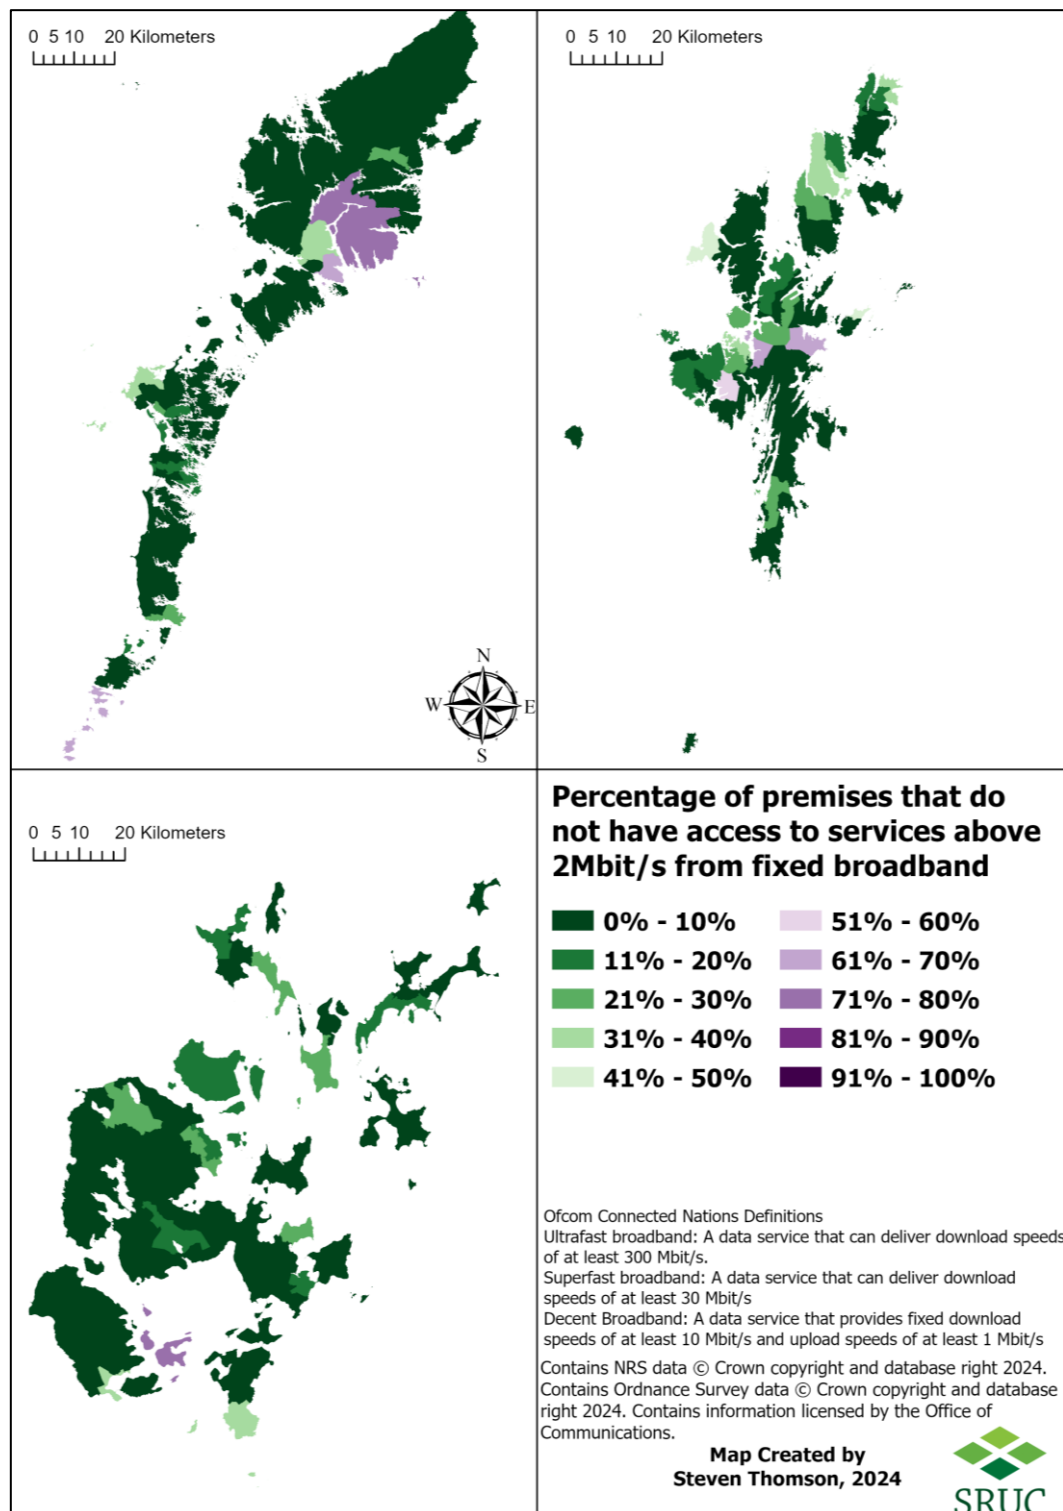 0 5 10 20 Kilometers
0 5 10 20 Kilometers
N
W E
S
0 5 10 20 Kilometers
Percentage of premises that do
not have access to services above
2Mbit/s from fixed broadband
0% - 10% 51% - 60%
11% - 20% 61% - 70%
21% - 30% 71% - 80%
31% - 40% 81% - 90%
41% - 50% 91% - 100%
Ofcom Connected Nations Definitions
Ultrafast broadband: A data service that can deliver download speeds
of at least 300 Mbit/s.
Superfast broadband: A data service that can deliver download
speeds of at least 30 Mbit/s
Decent Broadband: A data service that provides fixed download
speeds of at least 10 Mbit/s and upload speeds of at least 1 Mbit/s
Contains NRS data © Crown copyright and database right 2024.
Contains Ordnance Survey data © Crown copyright and database
right 2024. Contains information licensed by the Office of
Communications.
Map Created by
Steven Thomson, 2024
SRUC